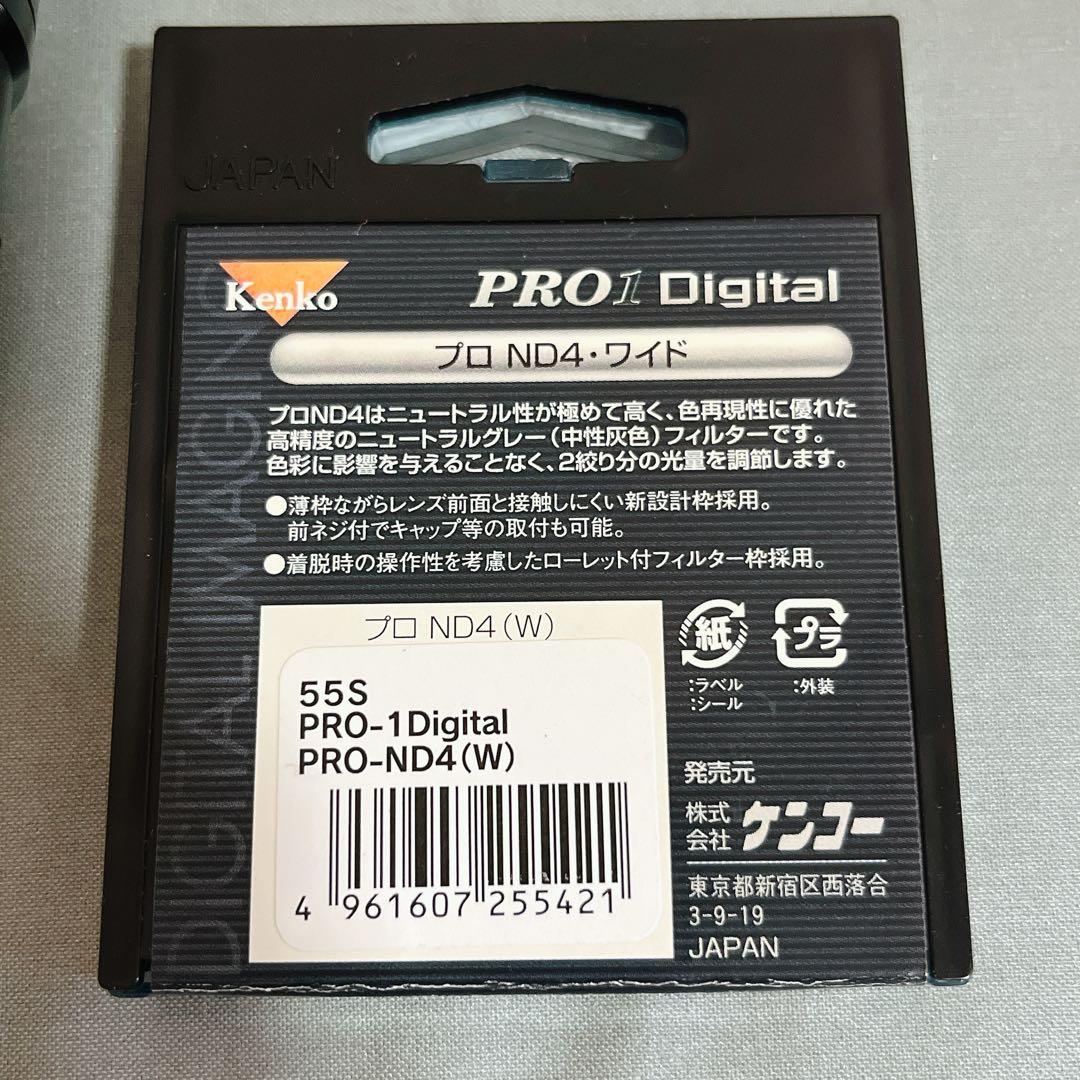 JAPAN
Kenko
PRO1 Digital
プロ ND4・ワイド
プロND4はニュートラル性が極めて高く、色再現性に優れた
高精度のニュートラルグレー（中性灰色）フィルターです。
色彩に影響を与えることなく、2絞り分の光量を調節します。
●薄枠ながらレンズ前面と接触しにくい新設計枠採用。
前ネジ付でキャップ等の取付も可能。
●着脱時の操作性を考慮したローレット付フィルター枠採用。
プロ ND4（W）
55S
PRO-1Digital
PRO-ND4(W)
4 961607 255421
紙
:ラベル
:シール
プラ
:外装
発売元
株式
会社
ケンコー
東京都新宿区西落合
3-9-19
JAPAN
DIGITAL IMAGING